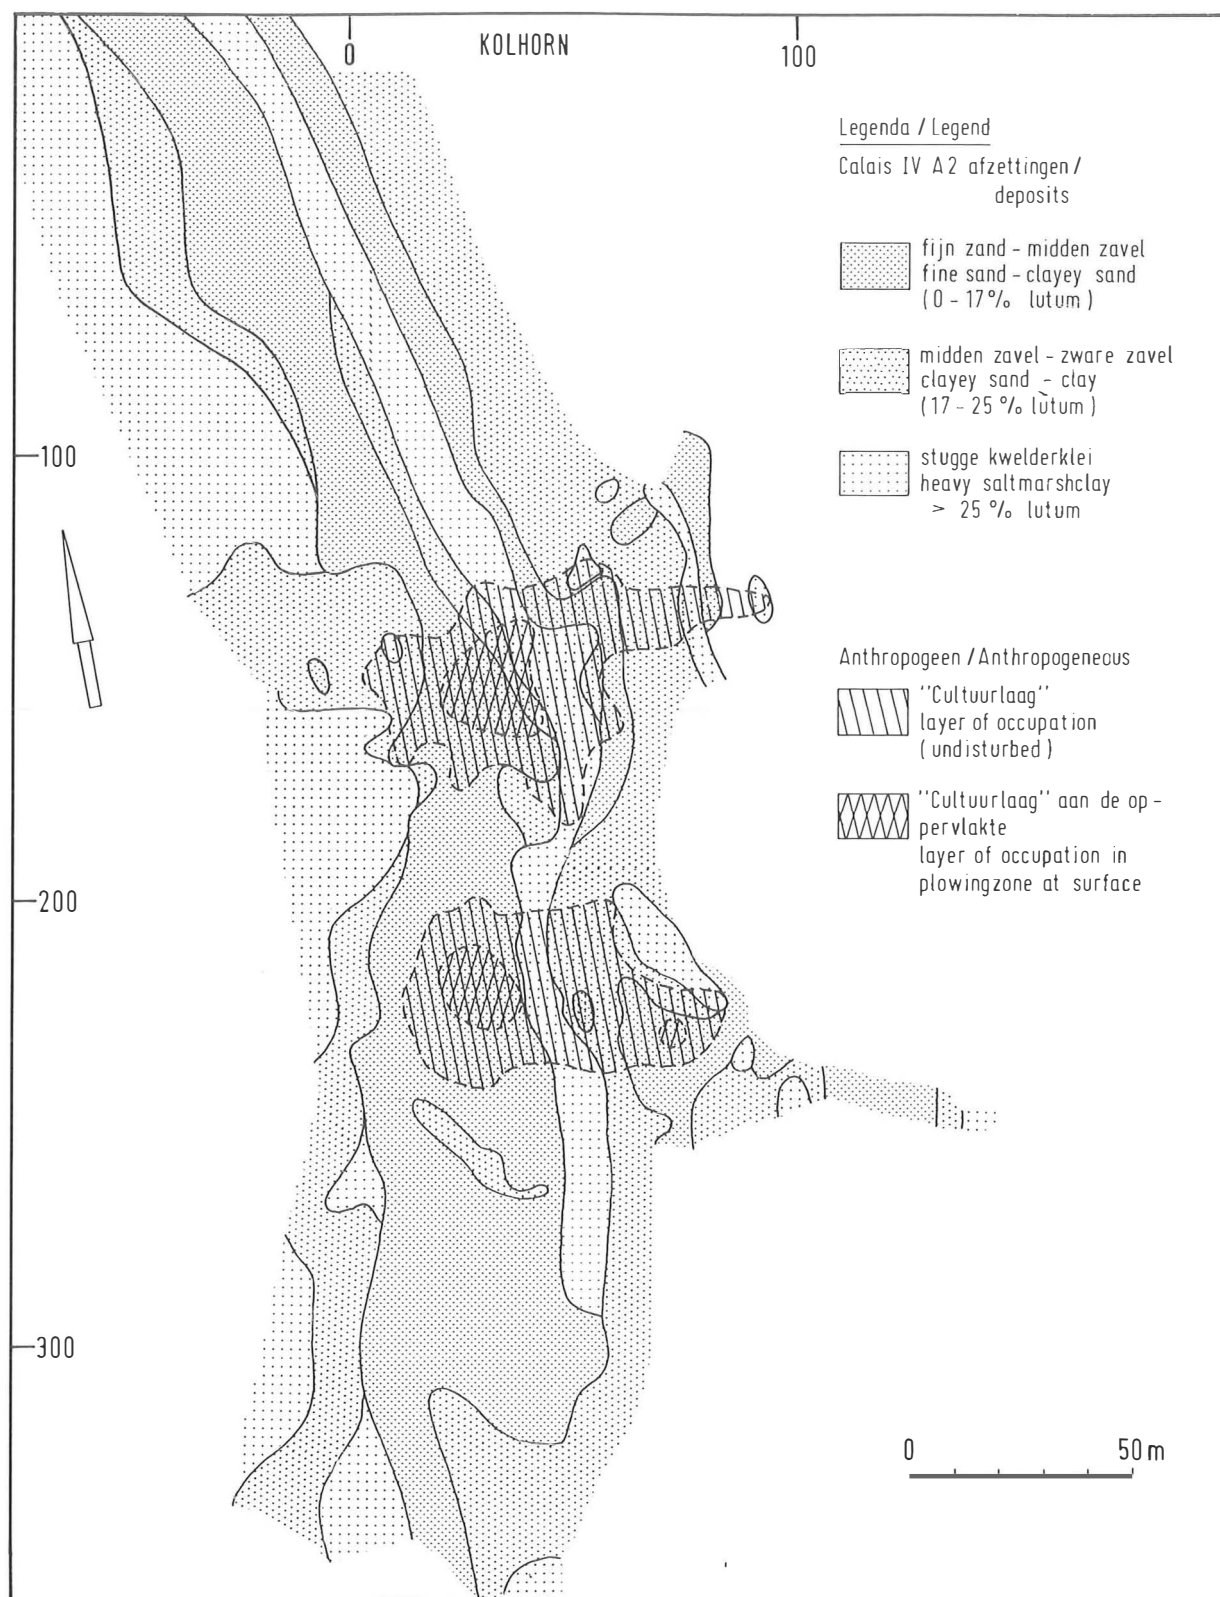 0
KOLHORN
100
Legenda / Legend
Calais IV A2 afzettingen /
deposits
fijn zand - midden zavel
fine sand - clayey sand
(0 - 17% lutum)
midden zavel - zware zavel
clayey sand - clay
(17 - 25% lutum)
100
stugge kwelderklei
heavy saltmarshclay
> 25% lutum
Anthropogeen / Anthropogeneous
"Cultuurlaag"
layer of occupation
(undisturbed)
"Cultuurlaag" aan de op-
pervlakte
layer of occupation in
plowingzone at surface
200
300
0 50 m